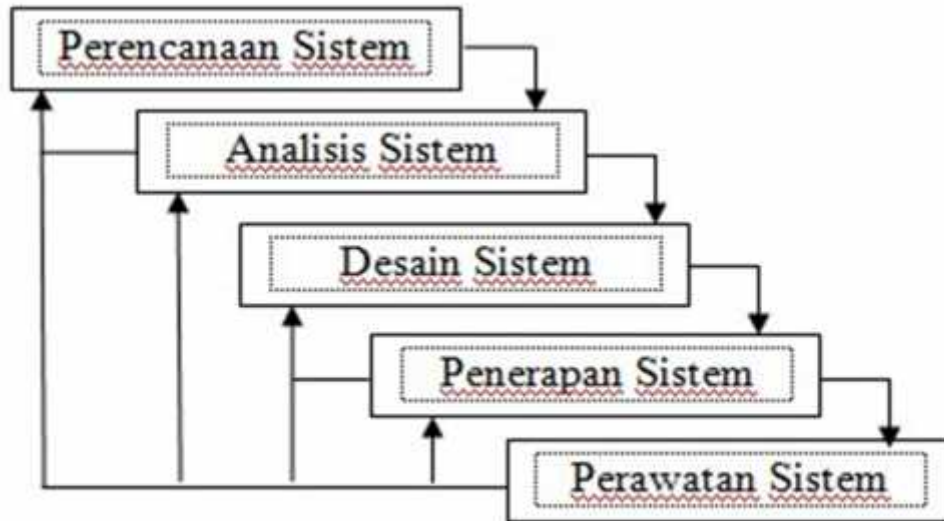 Perencanaan Sistem
Analisis Sistem
Desain Sistem
Penerapan Sistem
Perawatan Sistem